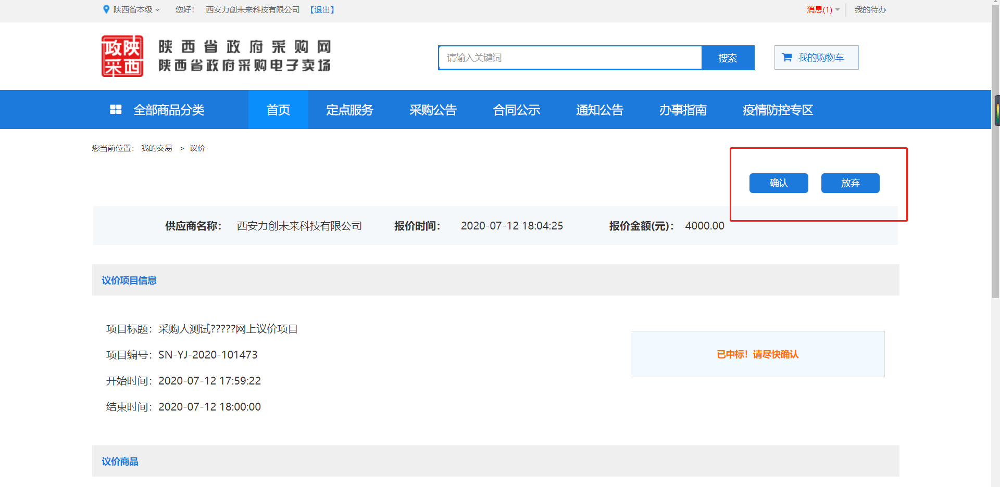 陕西省本级 您好！ 西安力创未来科技有限公司 【退出】 消息(1) 我的待办
政陕
采西
陕西省政府采购网
陕西省政府采购电子卖场
请输入关键词 搜索 我的购物车
全部商品分类 首页 定点服务 采购公告 合同公示 通知公告 办事指南 疫情防控专区
您当前位置： 我的交易 > 议价
确认 放弃
供应商名称： 西安力创未来科技有限公司 报价时间： 2020-07-12 18:04:25 报价金额(元)： 4000.00
议价项目信息
项目标题：采购人测试?????网上议价项目
项目编号：SN-YJ-2020-101473
已中标！请尽快确认
开始时间：2020-07-12 17:59:22
结束时间：2020-07-12 18:00:00
议价商品